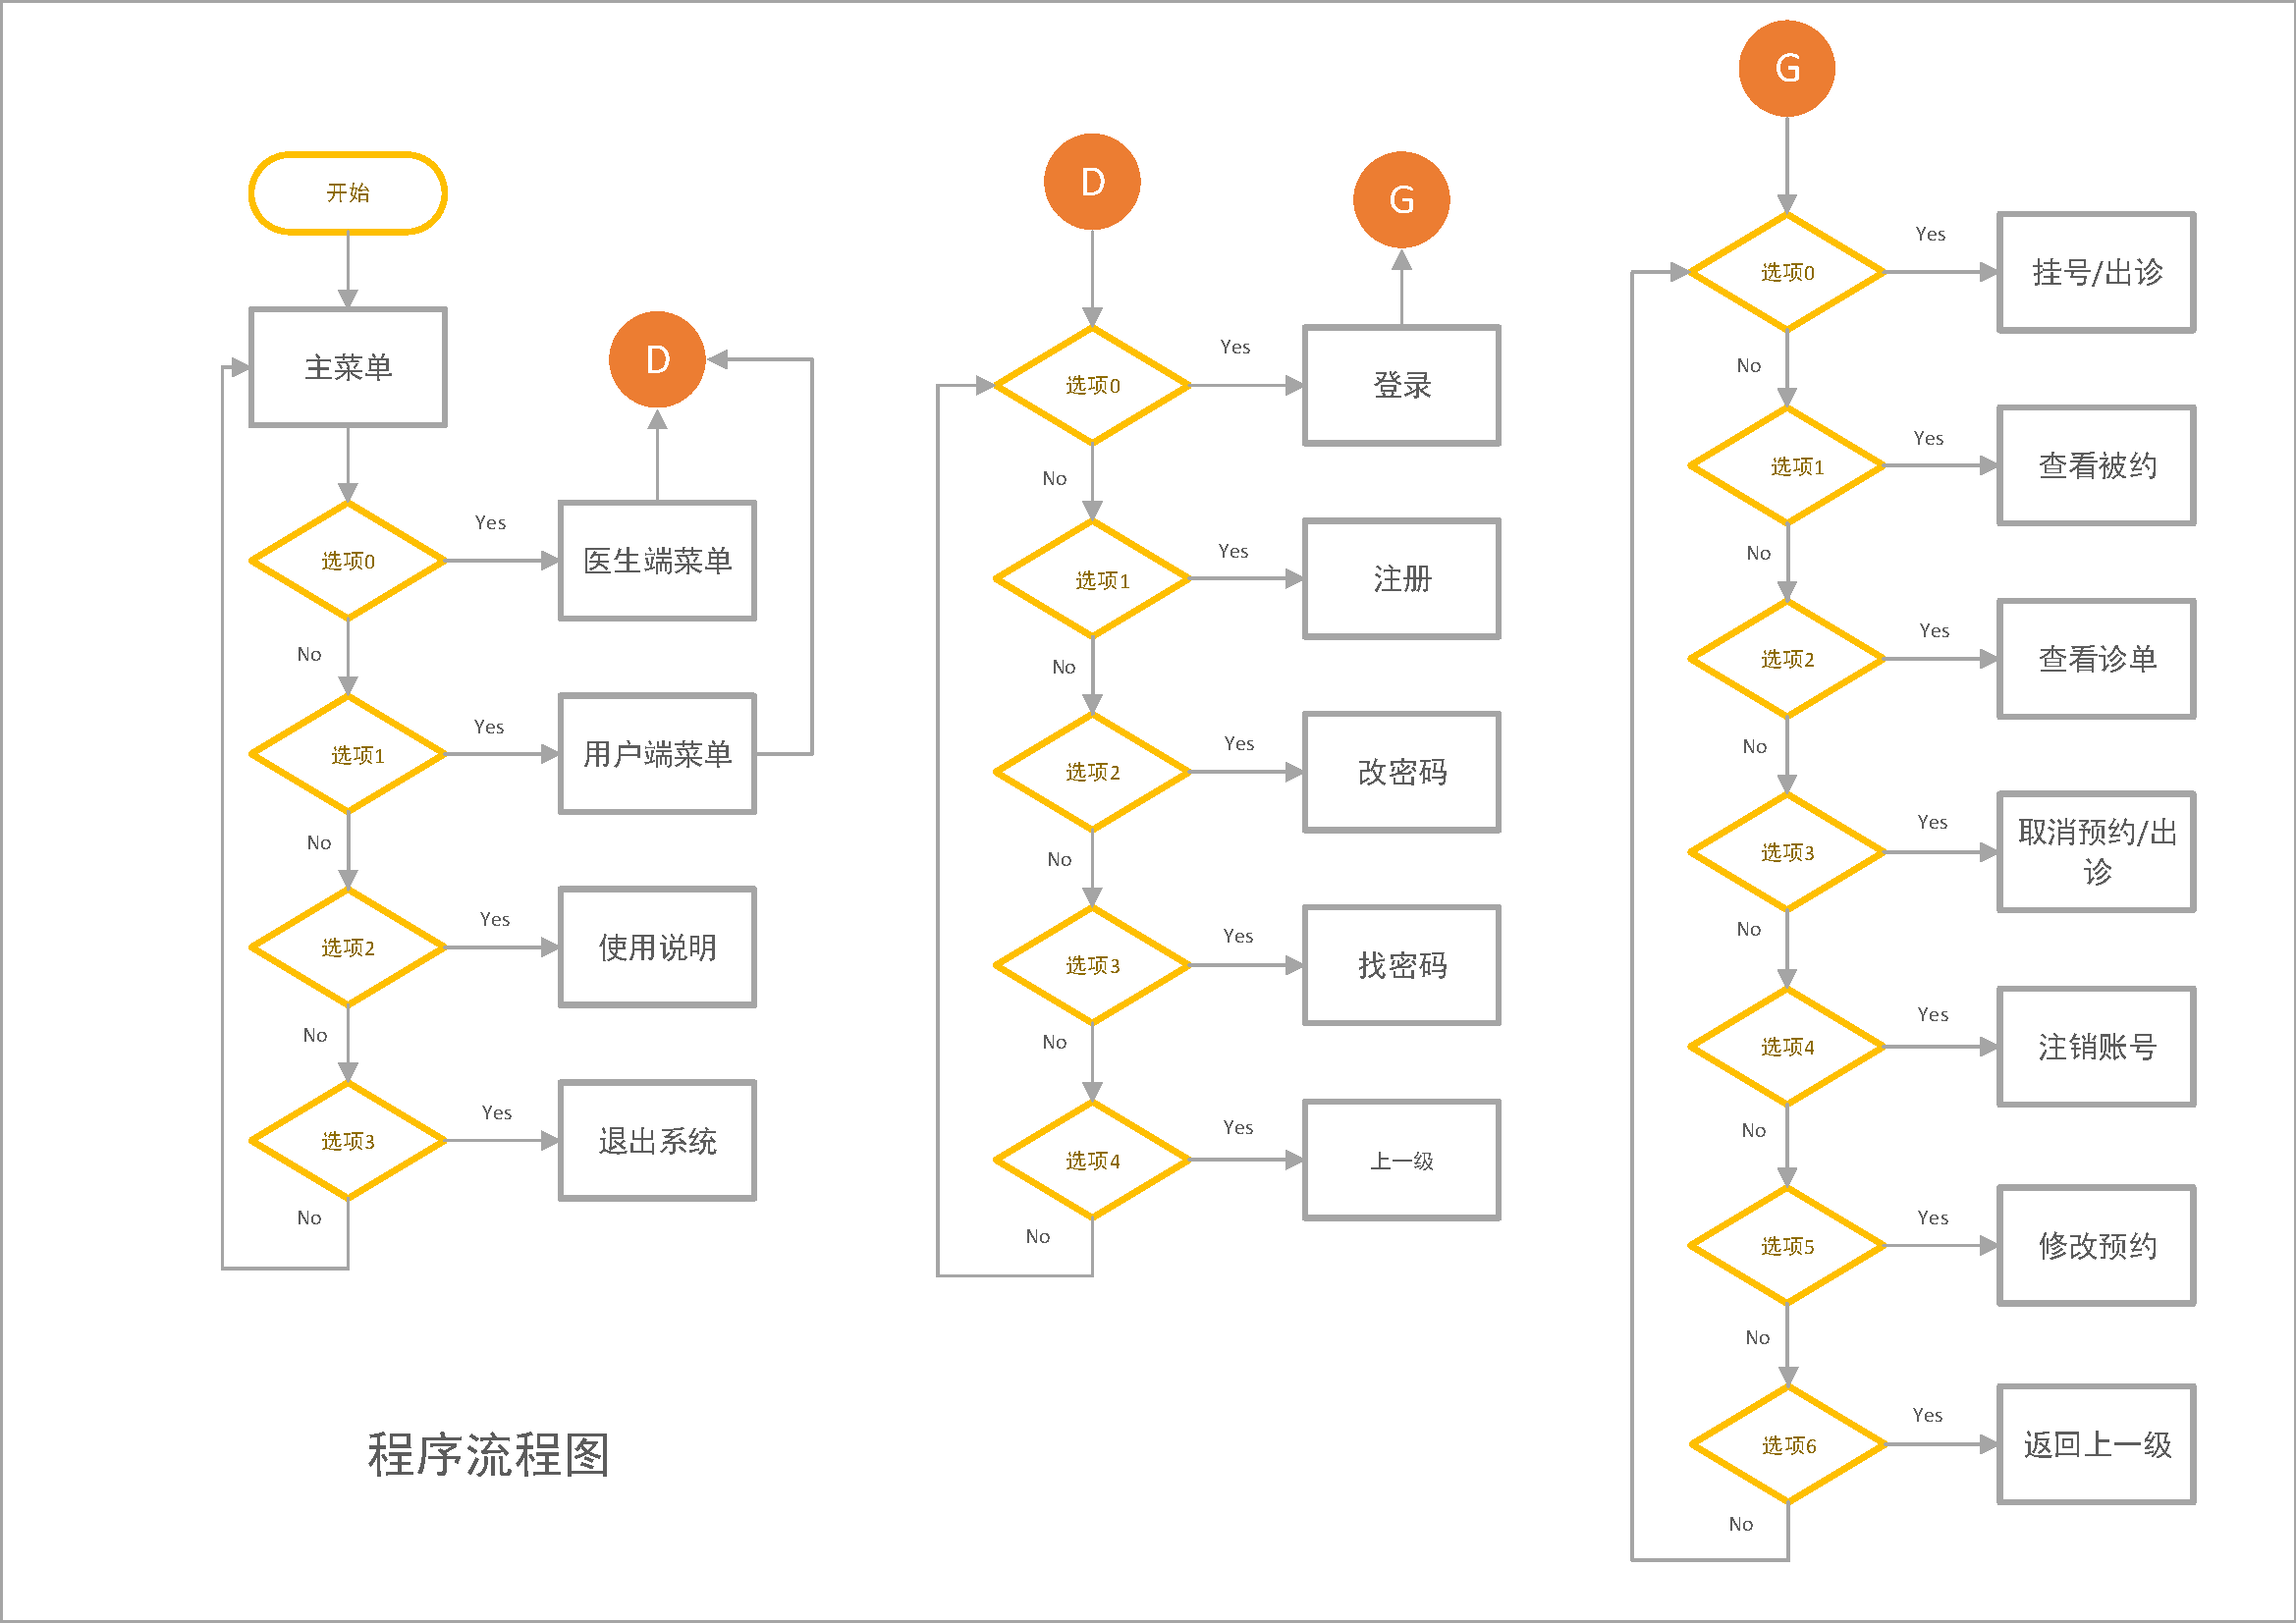 开始
主菜单
D
选项0
Yes
医生端菜单
No
选项1
Yes
用户端菜单
No
选项2
Yes
使用说明
No
选项3
Yes
退出系统
No
程序流程图
D
G
选项0
Yes
登录
No
选项1
Yes
注册
No
选项2
Yes
改密码
No
选项3
Yes
找密码
No
选项4
Yes
上一级
No
G
选项0
Yes
挂号/出诊
No
选项1
Yes
查看被约
No
选项2
Yes
查看诊单
No
选项3
Yes
取消预约/出
诊
No
选项4
Yes
注销账号
No
选项5
Yes
修改预约
No
选项6
Yes
返回上一级
No